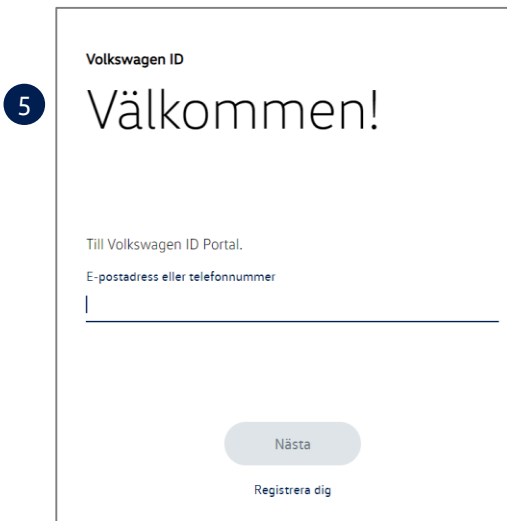 Volkswagen ID
5
Välkommen!
Till Volkswagen ID Portal.
E-postadress eller telefonnummer
Nästa
Registrera dig